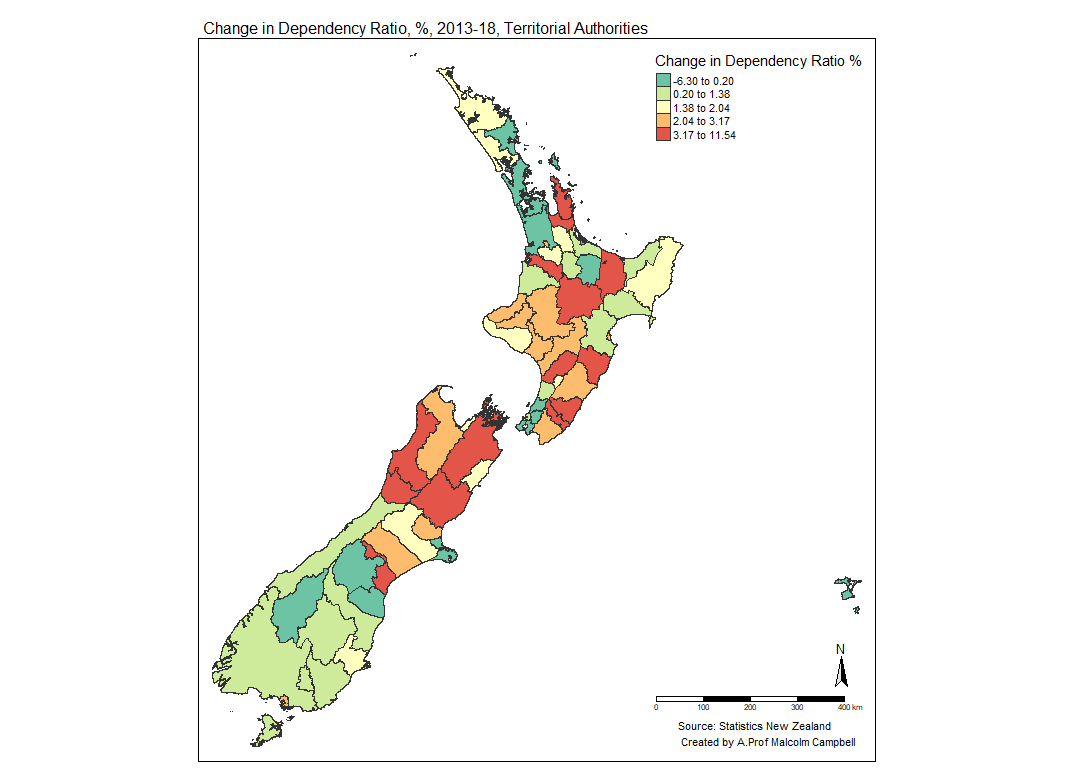 Change in Dependency Ratio, %, 2013-18, Territorial Authorities
Change in Dependency Ratio %
-6.30 to 0.20
0.20 to 1.38
1.38 to 2.04
2.04 to 3.17
3.17 to 11.54
N
0 100 200 300 400 km
Source: Statistics New Zealand
Created by A.Prof Malcolm Campbell